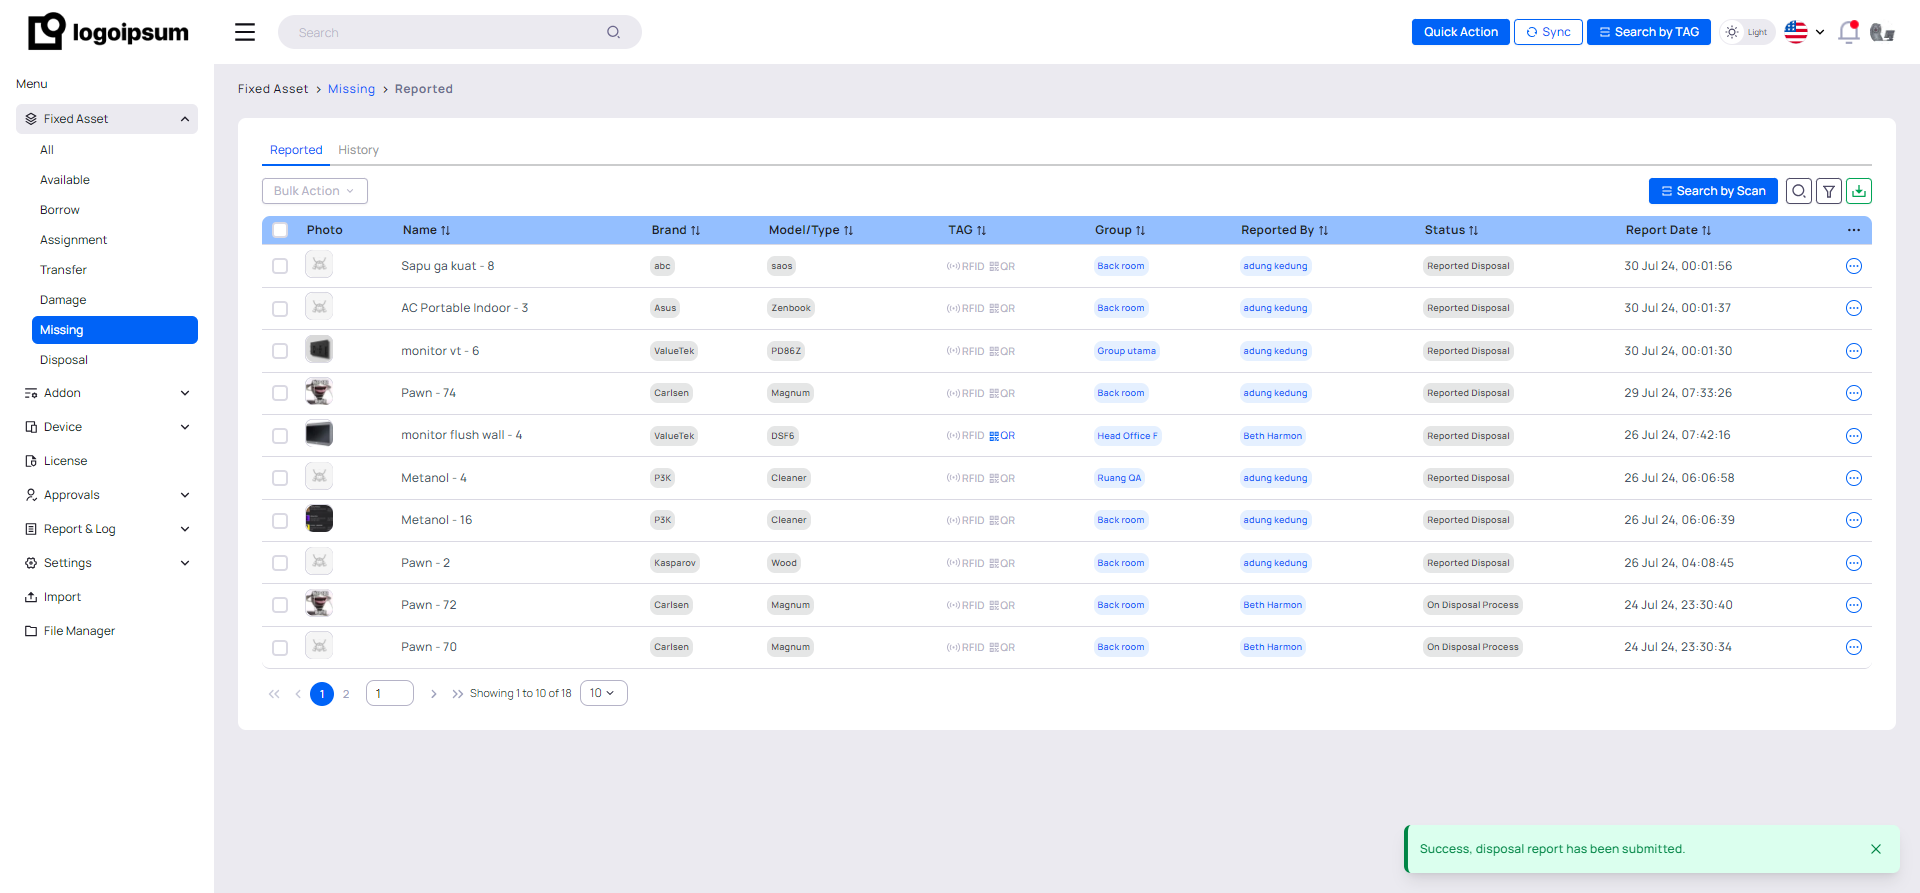 logoipsum
Search
Quick Action
Sync
Search by TAG
Light
Menu
Fixed Asset
All
Available
Borrow
Assignment
Transfer
Damage
Missing
Disposal
Addon
Device
License
Approvals
Report & Log
Settings
Import
File Manager
Fixed Asset > Missing > Reported
Reported History
Bulk Action
Search by Scan
Photo Name Brand Model/Type TAG Group Reported By Status Report Date ...
Sapu ga kuat - 8 abc saos RFID QR Back room adung kedung Reported Disposal 30 Jul 24, 00:01:56
AC Portable Indoor - 3 Asus Zenbook RFID QR Back room adung kedung Reported Disposal 30 Jul 24, 00:01:37
monitor vt - 6 ValueTek PD86Z RFID QR Group utama adung kedung Reported Disposal 30 Jul 24, 00:01:30
Pawn - 74 Carlsen Magnum RFID QR Back room adung kedung Reported Disposal 29 Jul 24, 07:33:26
monitor flush wall - 4 ValueTek DSF6 RFID QR Head Office F Beth Harmon Reported Disposal 26 Jul 24, 07:42:16
Metanol - 4 P3K Cleaner RFID QR Ruang QA adung kedung Reported Disposal 26 Jul 24, 06:06:58
Metanol - 16 P3K Cleaner RFID QR Back room adung kedung Reported Disposal 26 Jul 24, 06:06:39
Pawn - 2 Kasparov Wood RFID QR Back room adung kedung Reported Disposal 26 Jul 24, 04:08:45
Pawn - 72 Carlsen Magnum RFID QR Back room Beth Harmon On Disposal Process 24 Jul 24, 23:30:40
Pawn - 70 Carlsen Magnum RFID QR Back room Beth Harmon On Disposal Process 24 Jul 24, 23:30:34
1 2 1 Showing 1 to 10 of 18 10
Success, disposal report has been submitted.